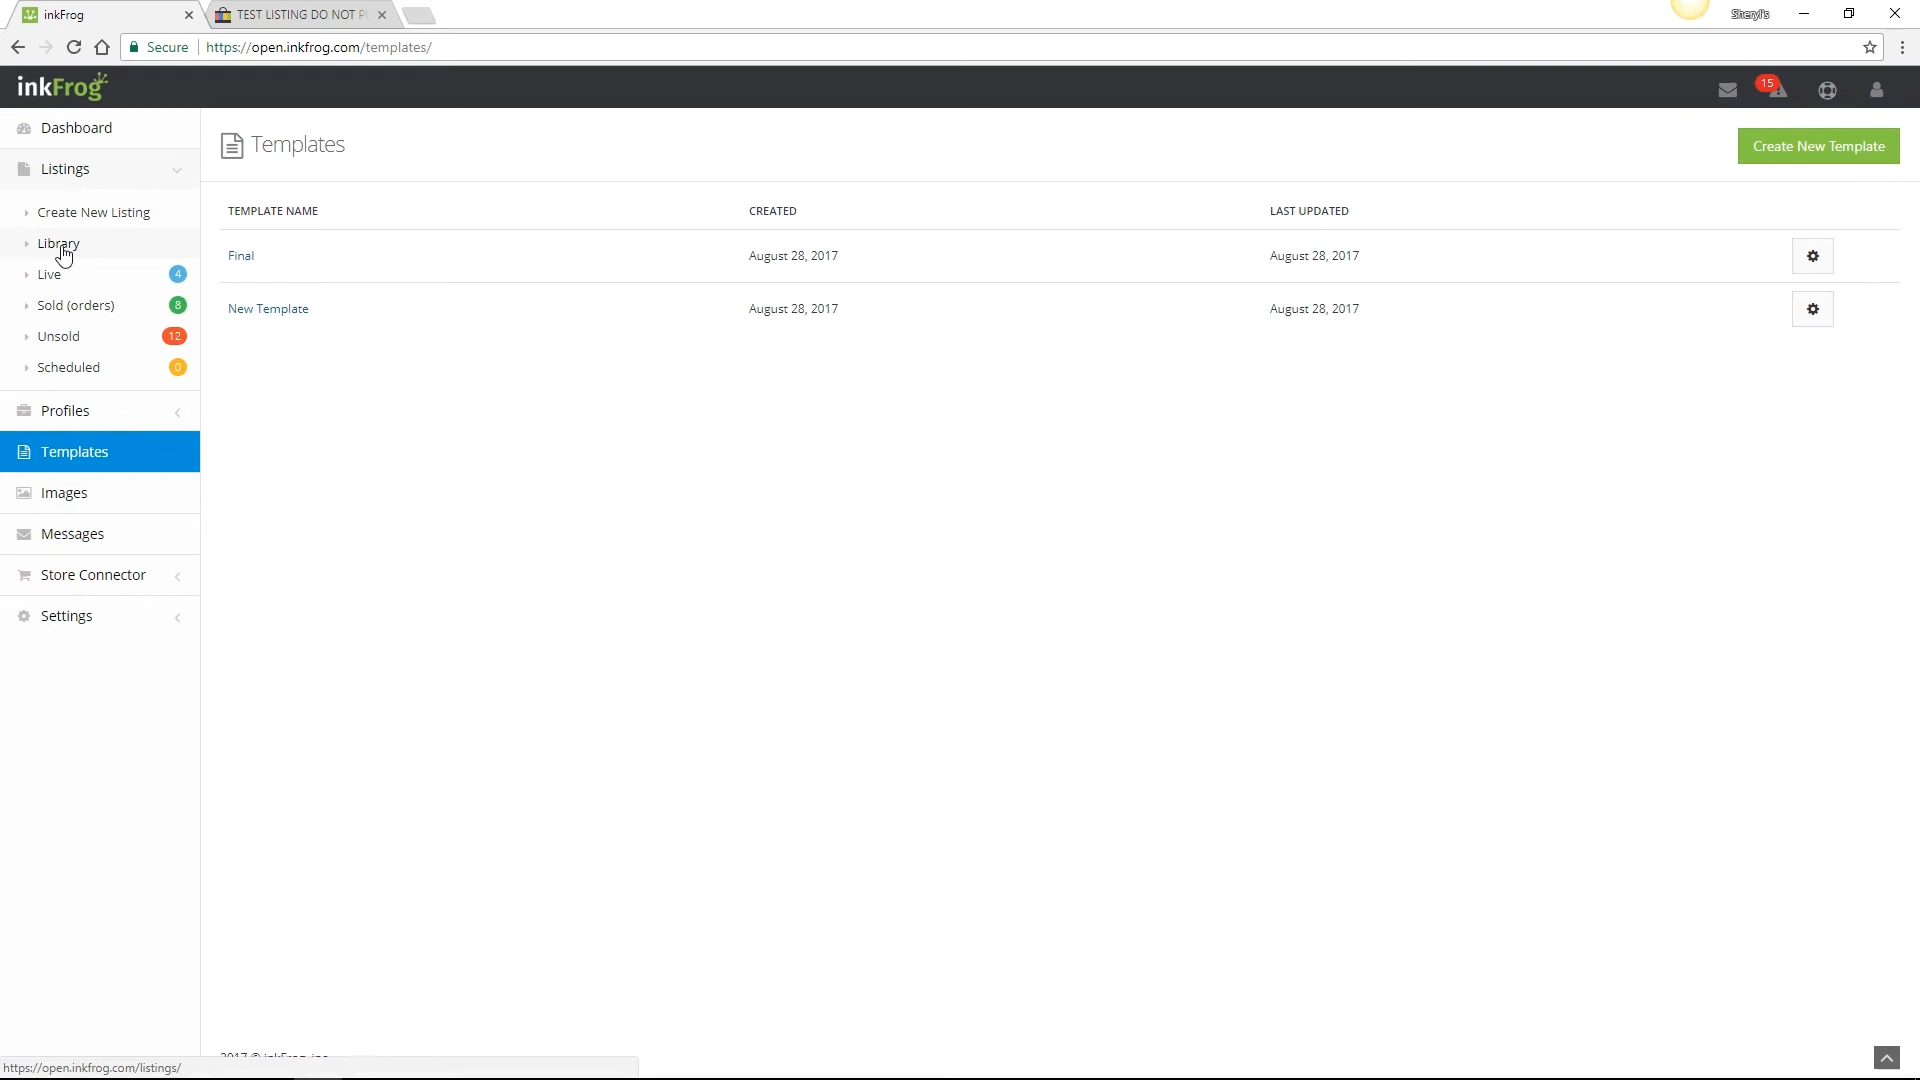 inkFrog
TEST LISTING DO NOT
Sheryl's
Secure
https://open.inkfrog.com/templates/
inkFrog
15
Dashboard
Listings
Create New Listing
Library
Live 4
Sold (orders) 8
Unsold 12
Scheduled 0
Profiles
Templates
Images
Messages
Store Connector
Settings
Templates
Create New Template
TEMPLATE NAME CREATED LAST UPDATED
Final August 28, 2017 August 28, 2017
New Template August 28, 2017 August 28, 2017
2017 © inkFrog, inc.
https://open.inkfrog.com/listings/